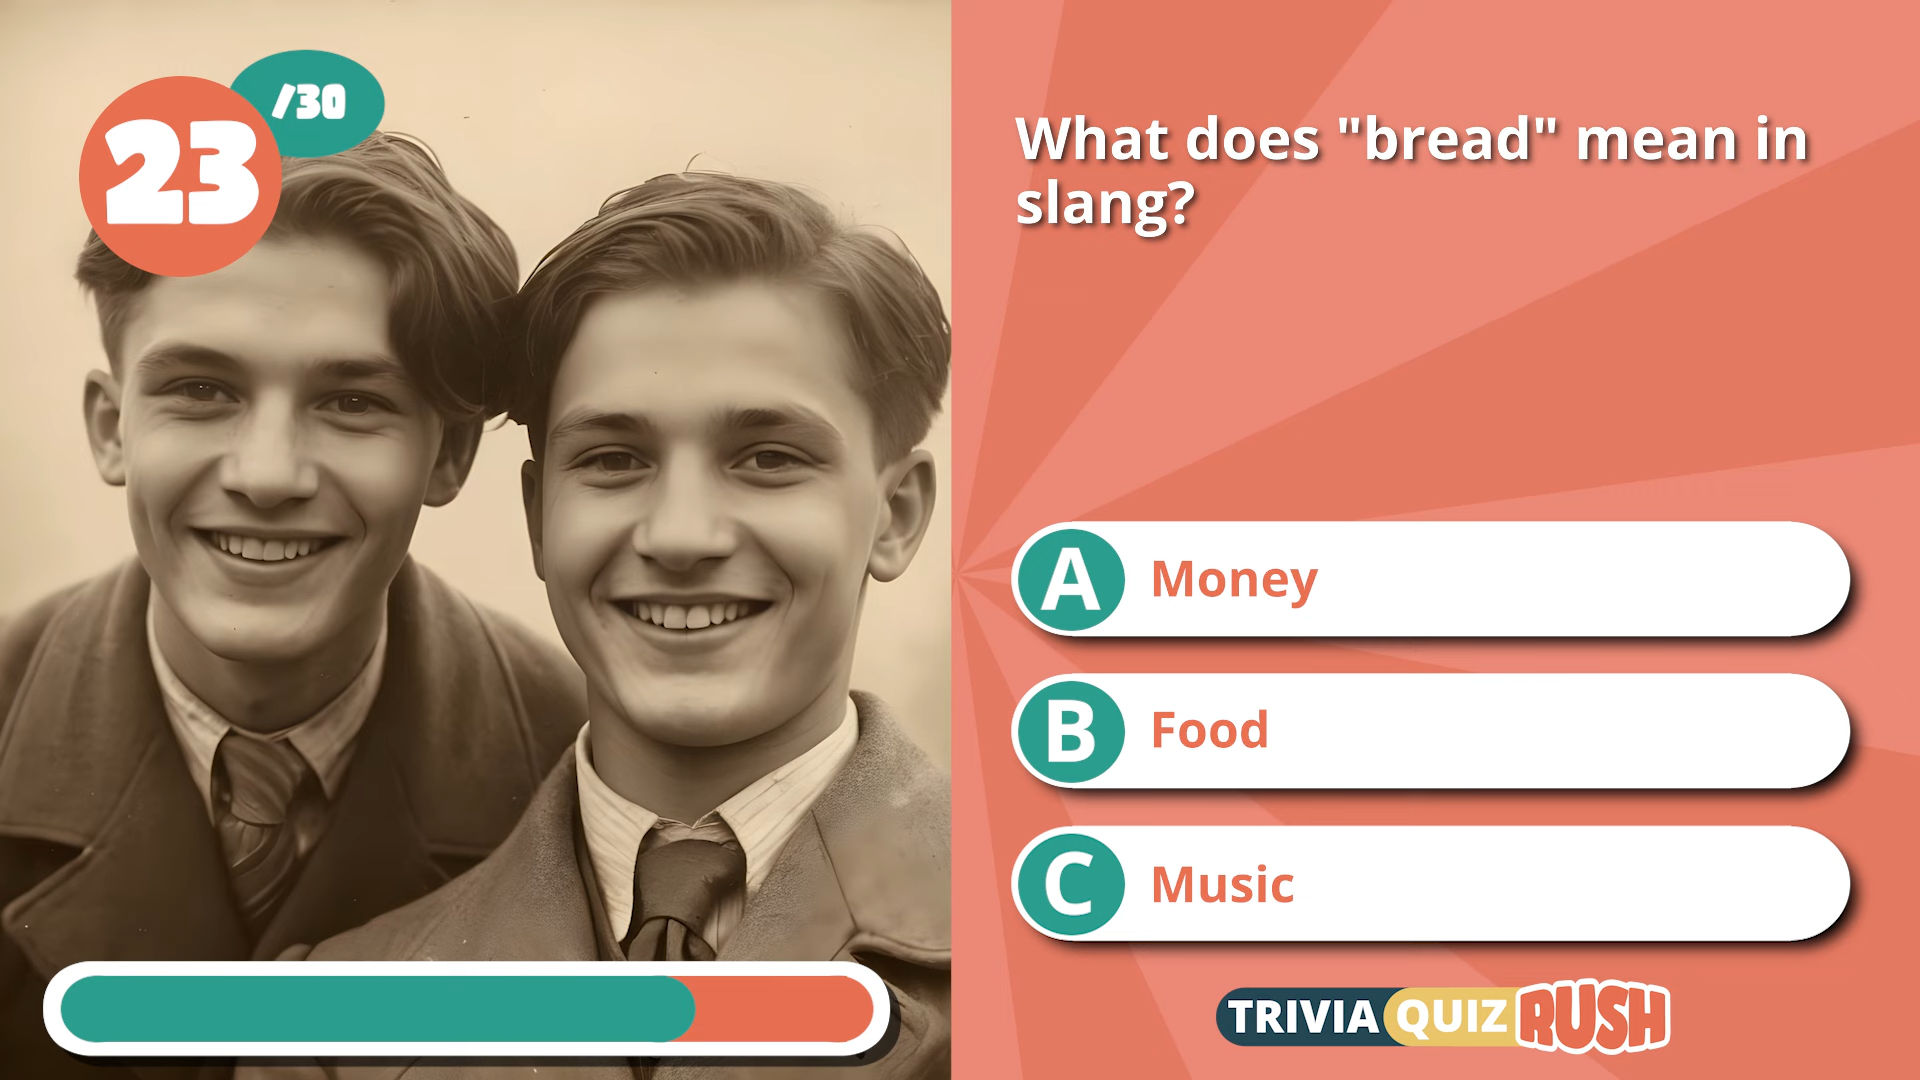 23
/30
What does "bread" mean in
slang?
A Money
B Food
C Music
TRIVIA QUIZ RUSH